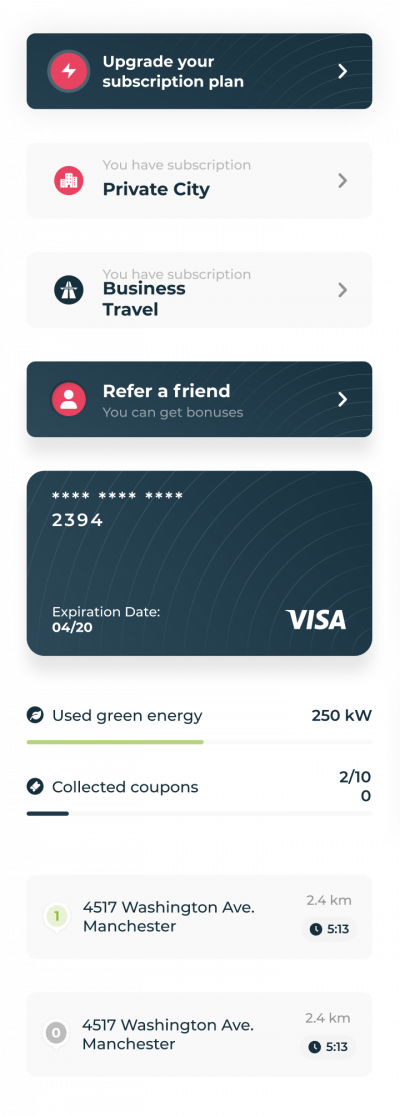 Upgrade your
subscription plan
You have subscription
Private City
You have subscription
Business
Travel
Refer a friend
You can get bonuses
**** **** ****
2394
Expiration Date:
04/20
VISA
Used green energy
250 kW
Collected coupons
2/10
0
1
4517 Washington Ave.
Manchester
2.4 km
5:13
0
4517 Washington Ave.
Manchester
2.4 km
5:13